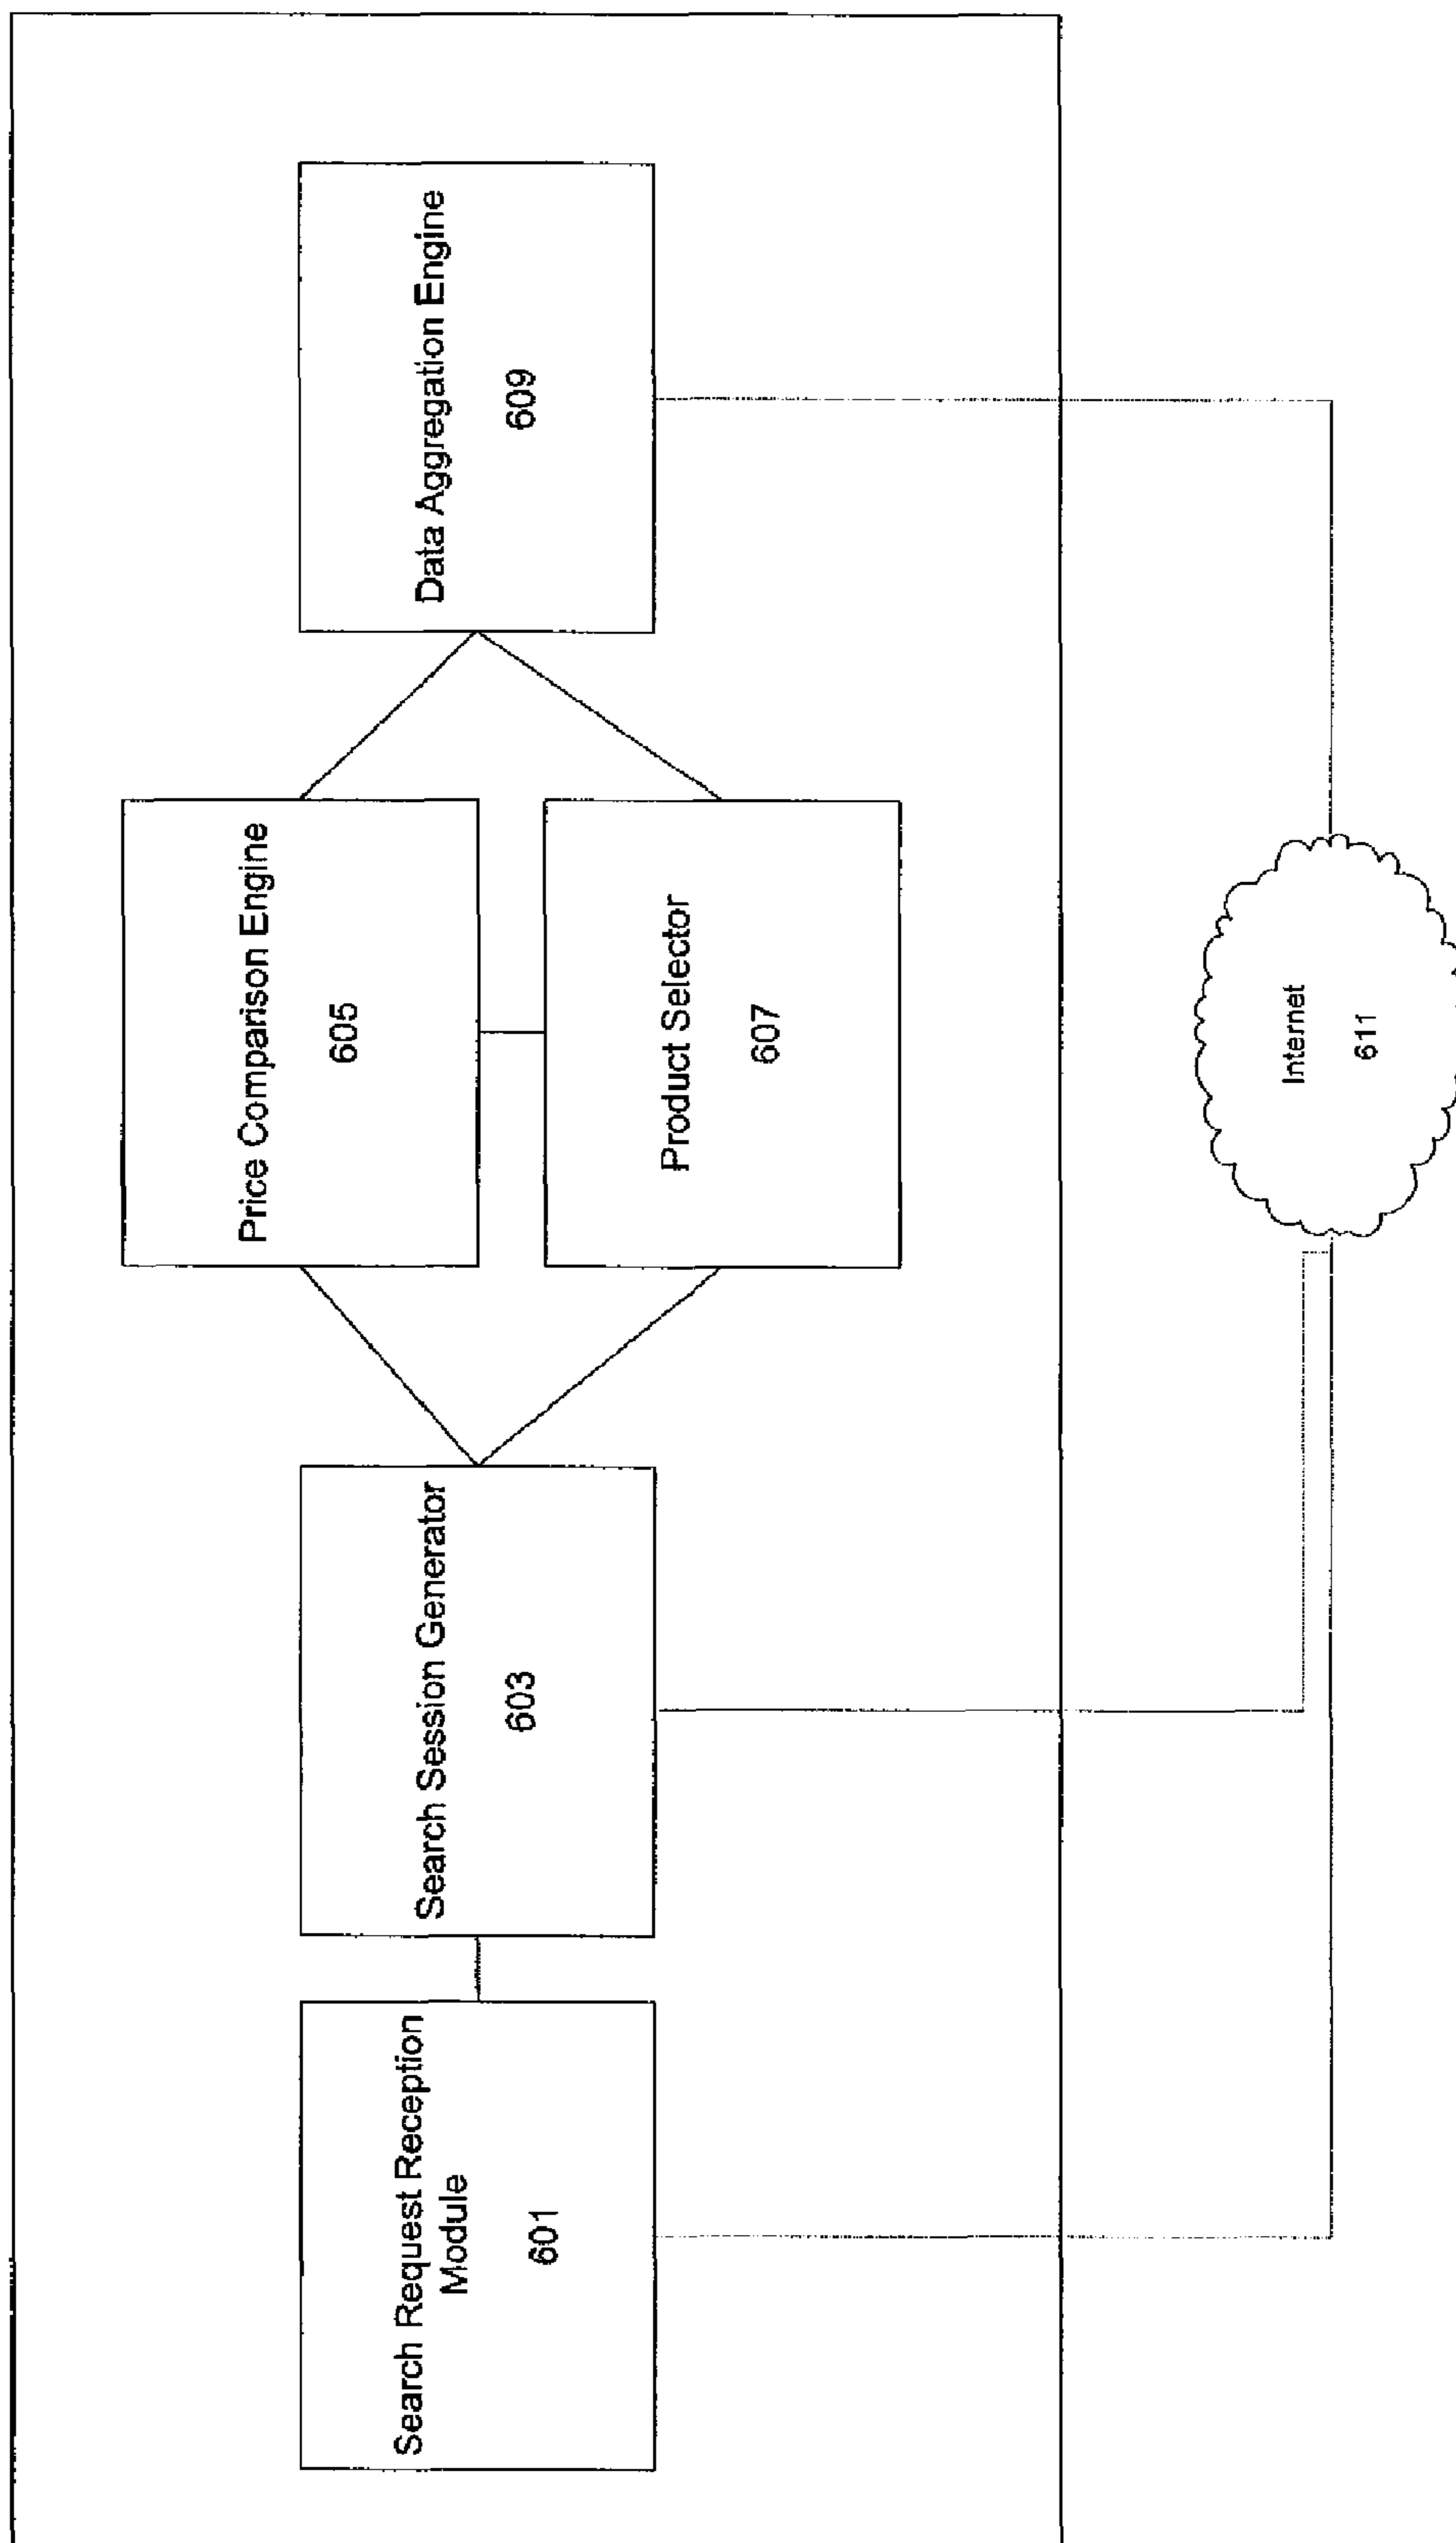 Search Request Reception
Module
601
Search Session Generator
603
Price Comparison Engine
605
Product Selector
607
Data Aggregation Engine
609
Internet
611